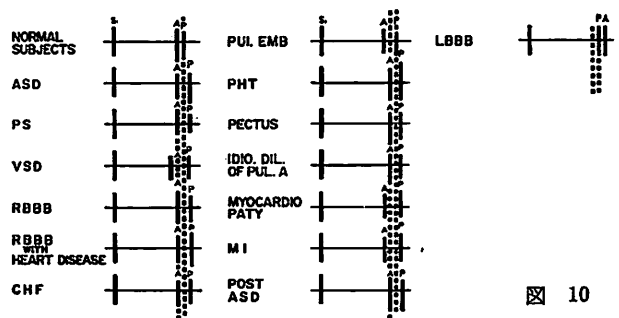 S. A P
NORMAL
SUBJECTS
ASD
A P
PS
A P
VSD
A P
RBBB
A P
RBBB
WITH
HEART DISEASE
A P
CHF
A P
S. A P
PUL. EMB
PHT
A P
PECTUS
A P
IDIO. DIL.
OF PUL. A
A P
MYOCARDIO
PATY
A P
MI
A P
POST
ASD
A P
LBBB
S. P A
図 10